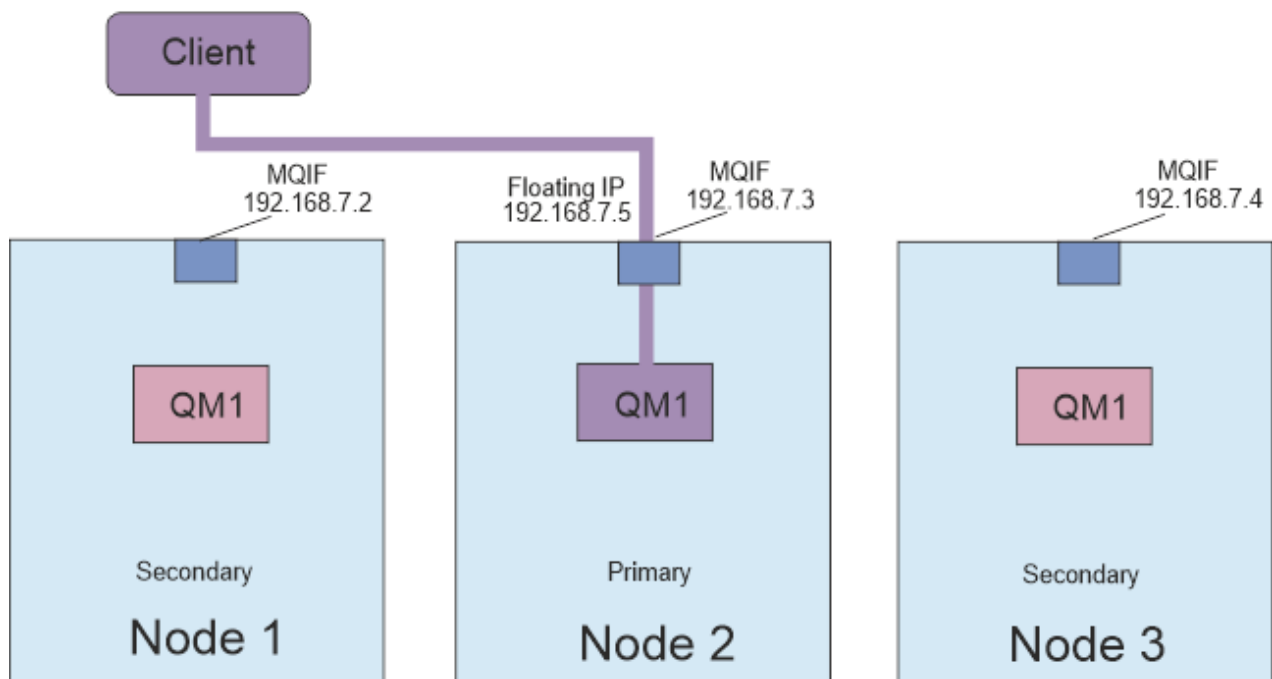 Client
MQIF
192.168.7.2
Floating IP
192.168.7.5
MQIF
192.168.7.3
MQIF
192.168.7.4
QM1
QM1
QM1
Secondary
Primary
Secondary
Node 1
Node 2
Node 3